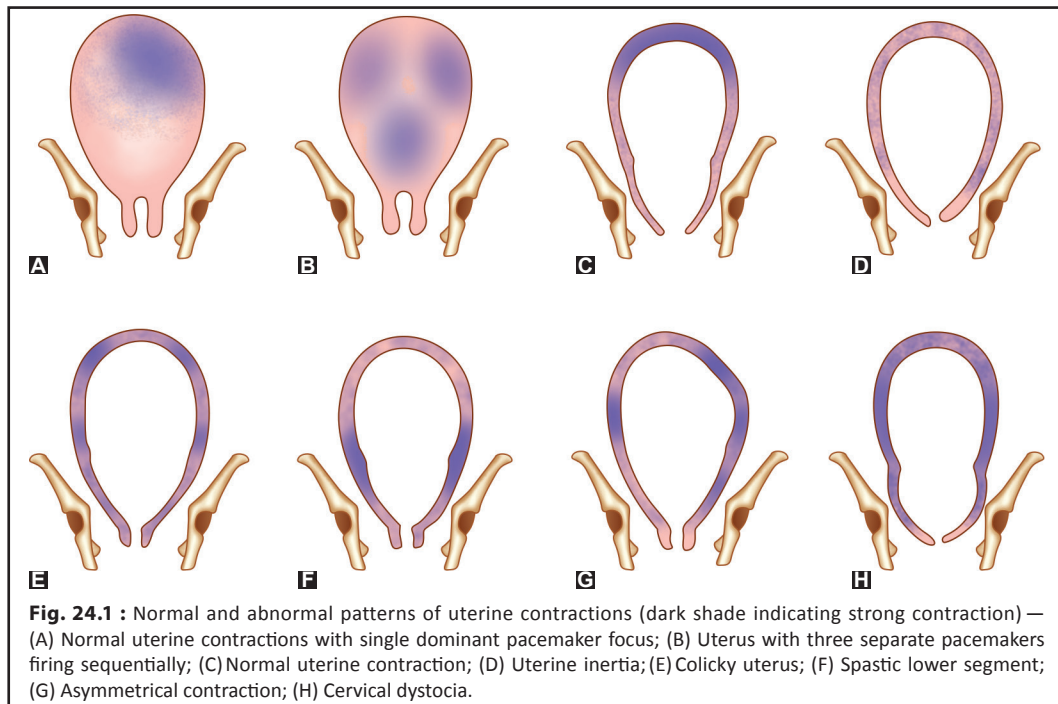 A
B
C
D
E
F
G
H
Fig. 24.1 : Normal and abnormal patterns of uterine contractions (dark shade indicating strong contraction) —
(A) Normal uterine contractions with single dominant pacemaker focus; (B) Uterus with three separate pacemakers
firing sequentially; (C) Normal uterine contraction; (D) Uterine inertia; (E) Colicky uterus; (F) Spastic lower segment;
(G) Asymmetrical contraction; (H) Cervical dystocia.